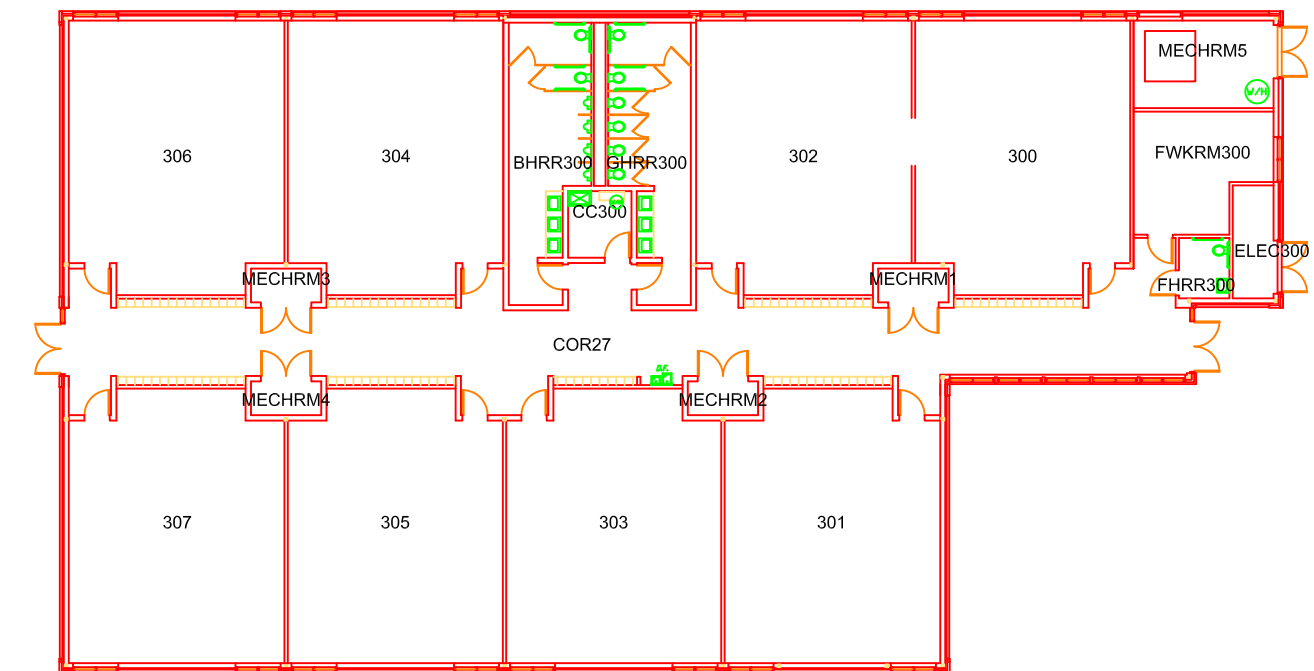 MECHRM5
W/H
306
304
BHRR300
GHRR300
302
300
FWKRM300
CC300
W/H
MECHRM3
MECHRM1
ELEC300
FHRR300
COR27
MECHRM4
MECHRM2
307
305
303
301